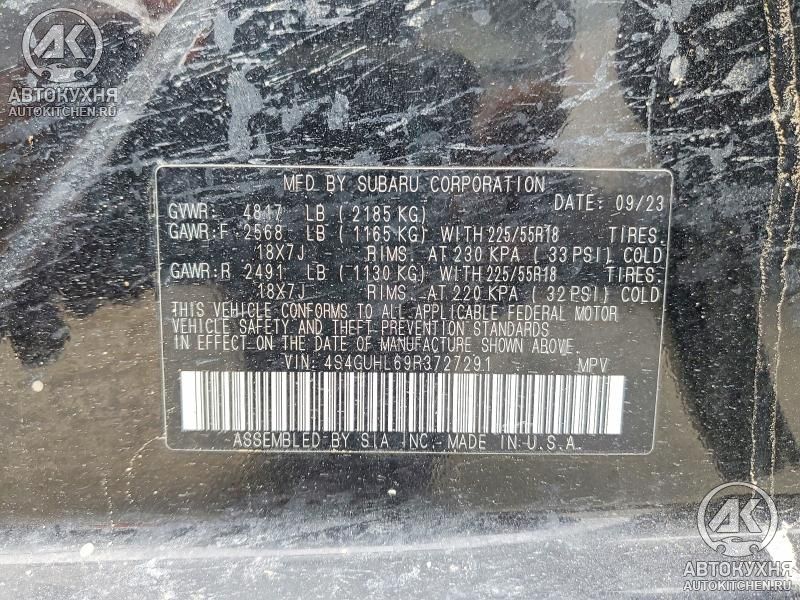 АК
АВТОКУХНЯ
AUTOKITCHEN.RU
АК
MFD BY SUBARU CORPORATION
DATE: 09/23
GVWR: 4817 LB (2185 KG)
GAWR:F 2568 LB (1165 KG) WITH 225/55R18 TIRES.
18X7J RIMS. AT 230 KPA (33 PSI) COLD
GAWR:R 2491 LB (1130 KG) WITH 225/55R18 TIRES.
18X7J RIMS. AT 220 KPA (32 PSI) COLD
THIS VEHICLE CONFORMS TO ALL APPLICABLE FEDERAL MOTOR
VEHICLE SAFETY AND THEFT PREVENTION STANDARDS
IN EFFECT ON THE DATE OF MANUFACTURE SHOWN ABOVE.
VIN: 4S4GUHL69R3727291 MPV
ASSEMBLED BY SIA INC. MADE IN U.S.A.
АК
АВТОКУХНЯ
AUTOKITCHEN.RU